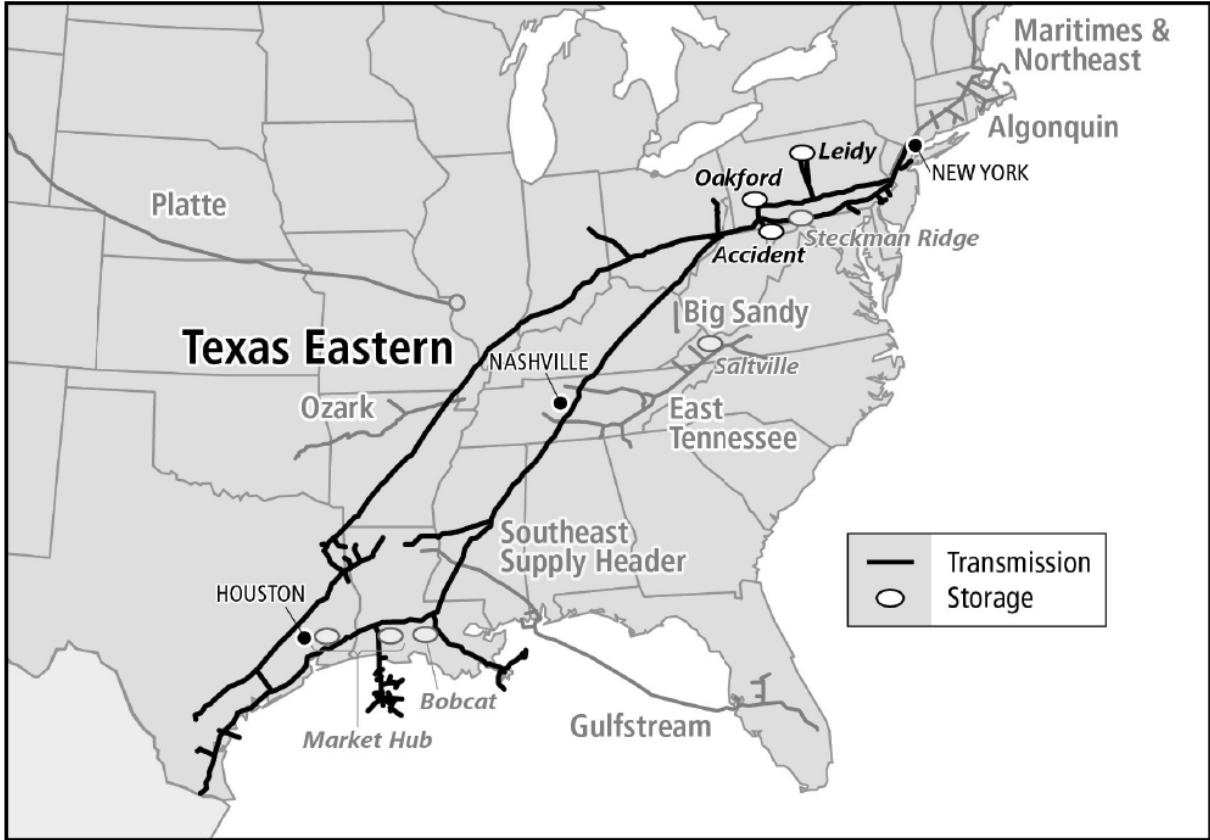 Maritimes &
Northeast
Algonquin
Leidy
NEW YORK
Oakford
Platte
Steckman Ridge
Accident
Big Sandy
Texas Eastern
NASHVILLE
Saltville
Ozark
East
Tennessee
Southeast
Supply Header
Transmission
Storage
HOUSTON
Bobcat
Gulfstream
Market Hub